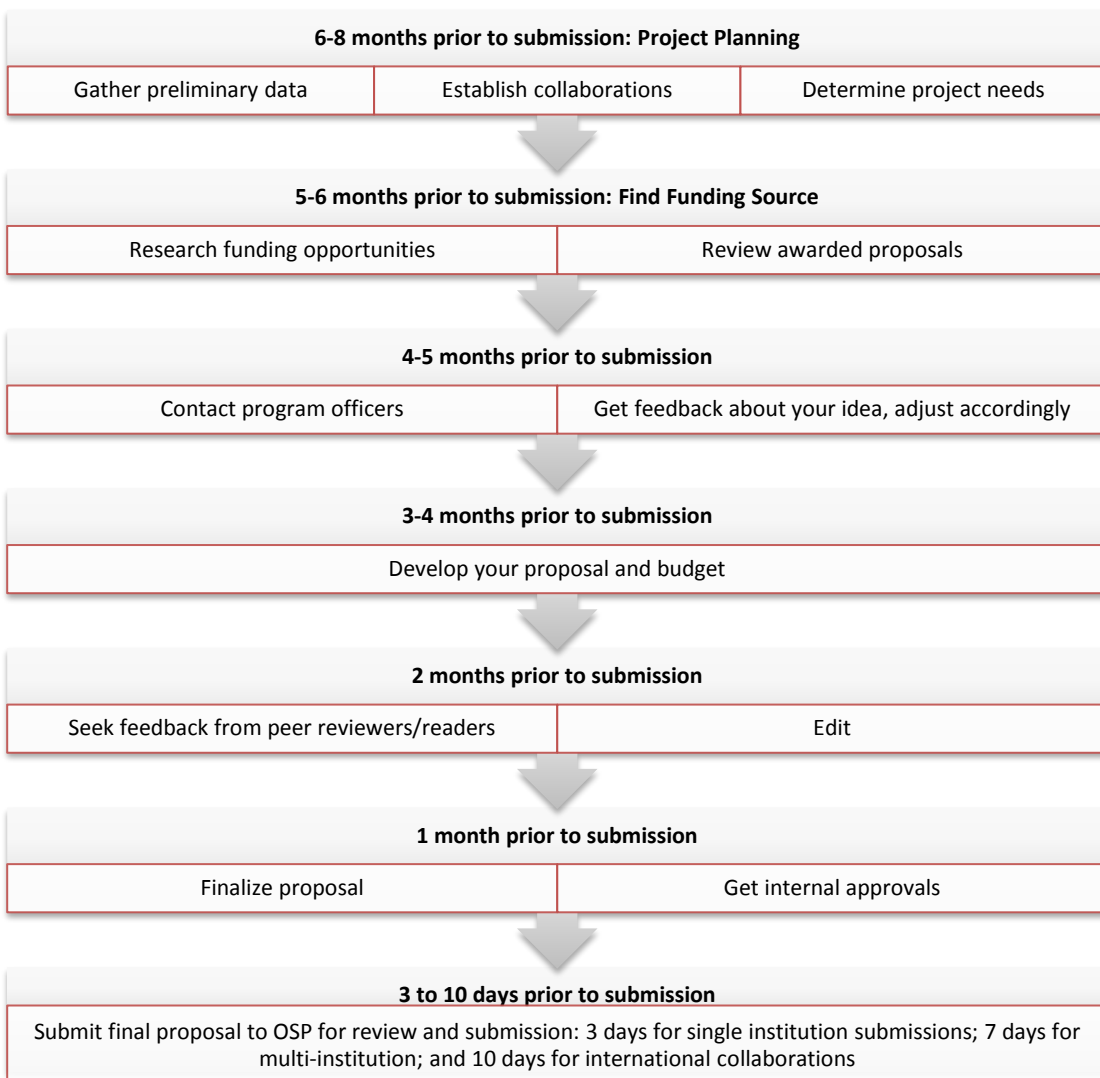 6-8 months prior to submission: Project Planning
Gather preliminary data
Establish collaborations
Determine project needs
5-6 months prior to submission: Find Funding Source
Research funding opportunities
Review awarded proposals
4-5 months prior to submission
Contact program officers
Get feedback about your idea, adjust accordingly
3-4 months prior to submission
Develop your proposal and budget
2 months prior to submission
Seek feedback from peer reviewers/readers
Edit
1 month prior to submission
Finalize proposal
Get internal approvals
3 to 10 days prior to submission
Submit final proposal to OSP for review and submission: 3 days for single institution submissions; 7 days for
multi-institution; and 10 days for international collaborations